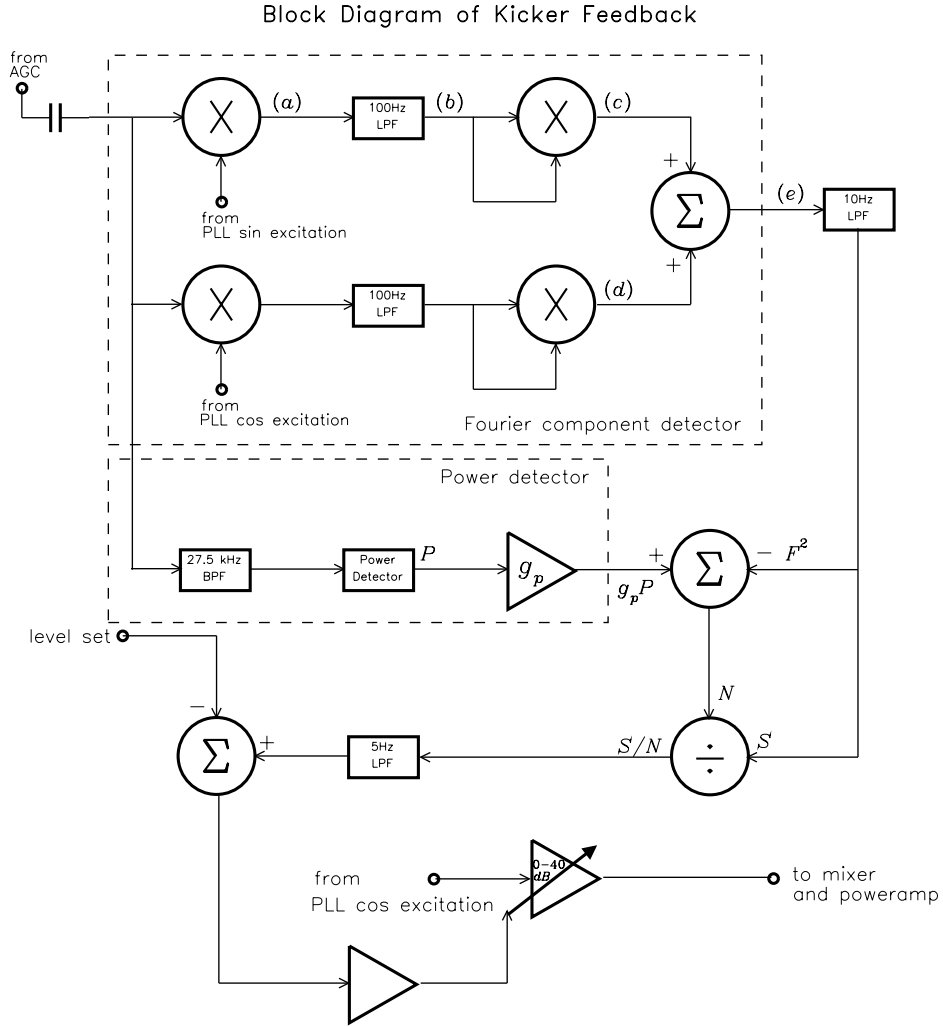 Block Diagram of Kicker Feedback
from
AGC
X
(a)
100Hz
LPF
(b)
X
(c)
from
PLL sin excitation
+
Σ
+
(e)
10Hz
LPF
X
100Hz
LPF
X
(d)
from
PLL cos excitation
Fourier component detector
Power detector
27.5 kHz
BPF
Power
Detector
P
g_p
+
g_pP
Σ
− F²
level set
−
N
Σ
+
5Hz
LPF
S/N
÷
S
from
PLL cos excitation
0−40
dB
to mixer
and poweramp